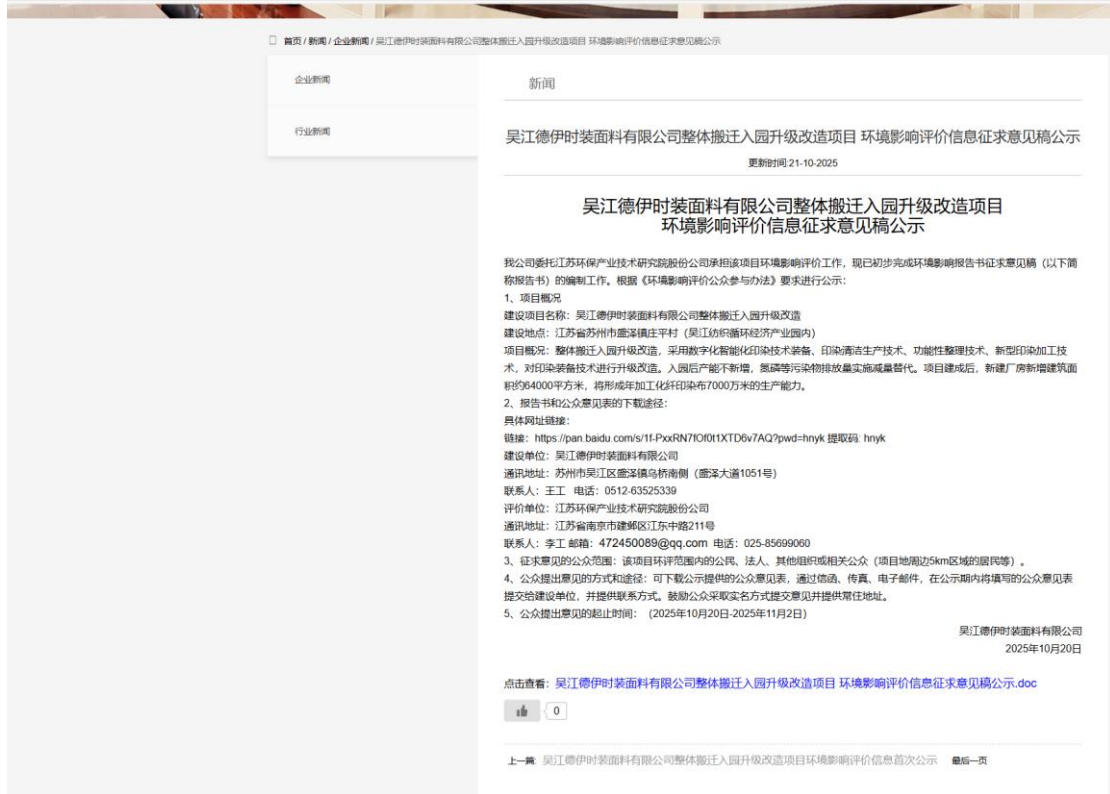 首页 / 新闻 / 企业新闻 / 吴江德伊时装面料有限公司整体搬迁入园升级改造项目 环境影响评价信息征求意见稿公示
企业新闻
行业新闻
新闻
吴江德伊时装面料有限公司整体搬迁入园升级改造项目 环境影响评价信息征求意见稿公示
更新时间:21-10-2025
吴江德伊时装面料有限公司整体搬迁入园升级改造项目
环境影响评价信息征求意见稿公示
我公司委托江苏环保产业技术研究院股份公司承担该项目环境影响评价工作，现已初步完成环境影响报告书征求意见稿（以下简
称报告书）的编制工作。根据《环境影响评价公众参与办法》要求进行公示：
1、项目概况
建设项目名称：吴江德伊时装面料有限公司整体搬迁入园升级改造
建设地点：江苏省苏州市盛泽镇庄平村（吴江纺织循环经济产业园内）
项目概况：整体搬迁入园升级改造，采用数字化智能化印染技术装备、印染清洁生产技术、功能性整理技术、新型印染加工技
术，对印染装备技术进行升级改造。入园后产能不新增，氮磷等污染物排放量实施减量替代。项目建成后，新建厂房新增建筑面
积约64000平方米，将形成年加工化纤印染布7000万米的生产能力。
2、报告书和公众意见表的下载途径：
具体网址链接：
链接：https://pan.baidu.com/s/1f-PxxRN7fOf0t1XTD6v7AQ?pwd=hnyk 提取码: hnyk
建设单位：吴江德伊时装面料有限公司
通讯地址：苏州市吴江区盛泽镇乌桥南侧（盛泽大道1051号）
联系人：王工 电话：0512-63525339
评价单位：江苏环保产业技术研究院股份公司
通讯地址：江苏省南京市建邺区江东中路211号
联系人：李工 邮箱：472450089@qq.com 电话：025-85699060
3、征求意见的公众范围：该项目环评范围内的公民、法人、其他组织或相关公众（项目地周边5km区域的居民等）。
4、公众提出意见的方式和途径：可下载公示提供的公众意见表，通过信函、传真、电子邮件，在公示期内将填写的公众意见表
提交给建设单位，并提供联系方式。鼓励公众采取实名方式提交意见并提供常住地址。
5、公众提出意见的起止时间：（2025年10月20日-2025年11月2日）
吴江德伊时装面料有限公司
2025年10月20日
点击查看：吴江德伊时装面料有限公司整体搬迁入园升级改造项目 环境影响评价信息征求意见稿公示.doc
0
上一篇: 吴江德伊时装面料有限公司整体搬迁入园升级改造项目环境影响评价信息首次公示 最后一页